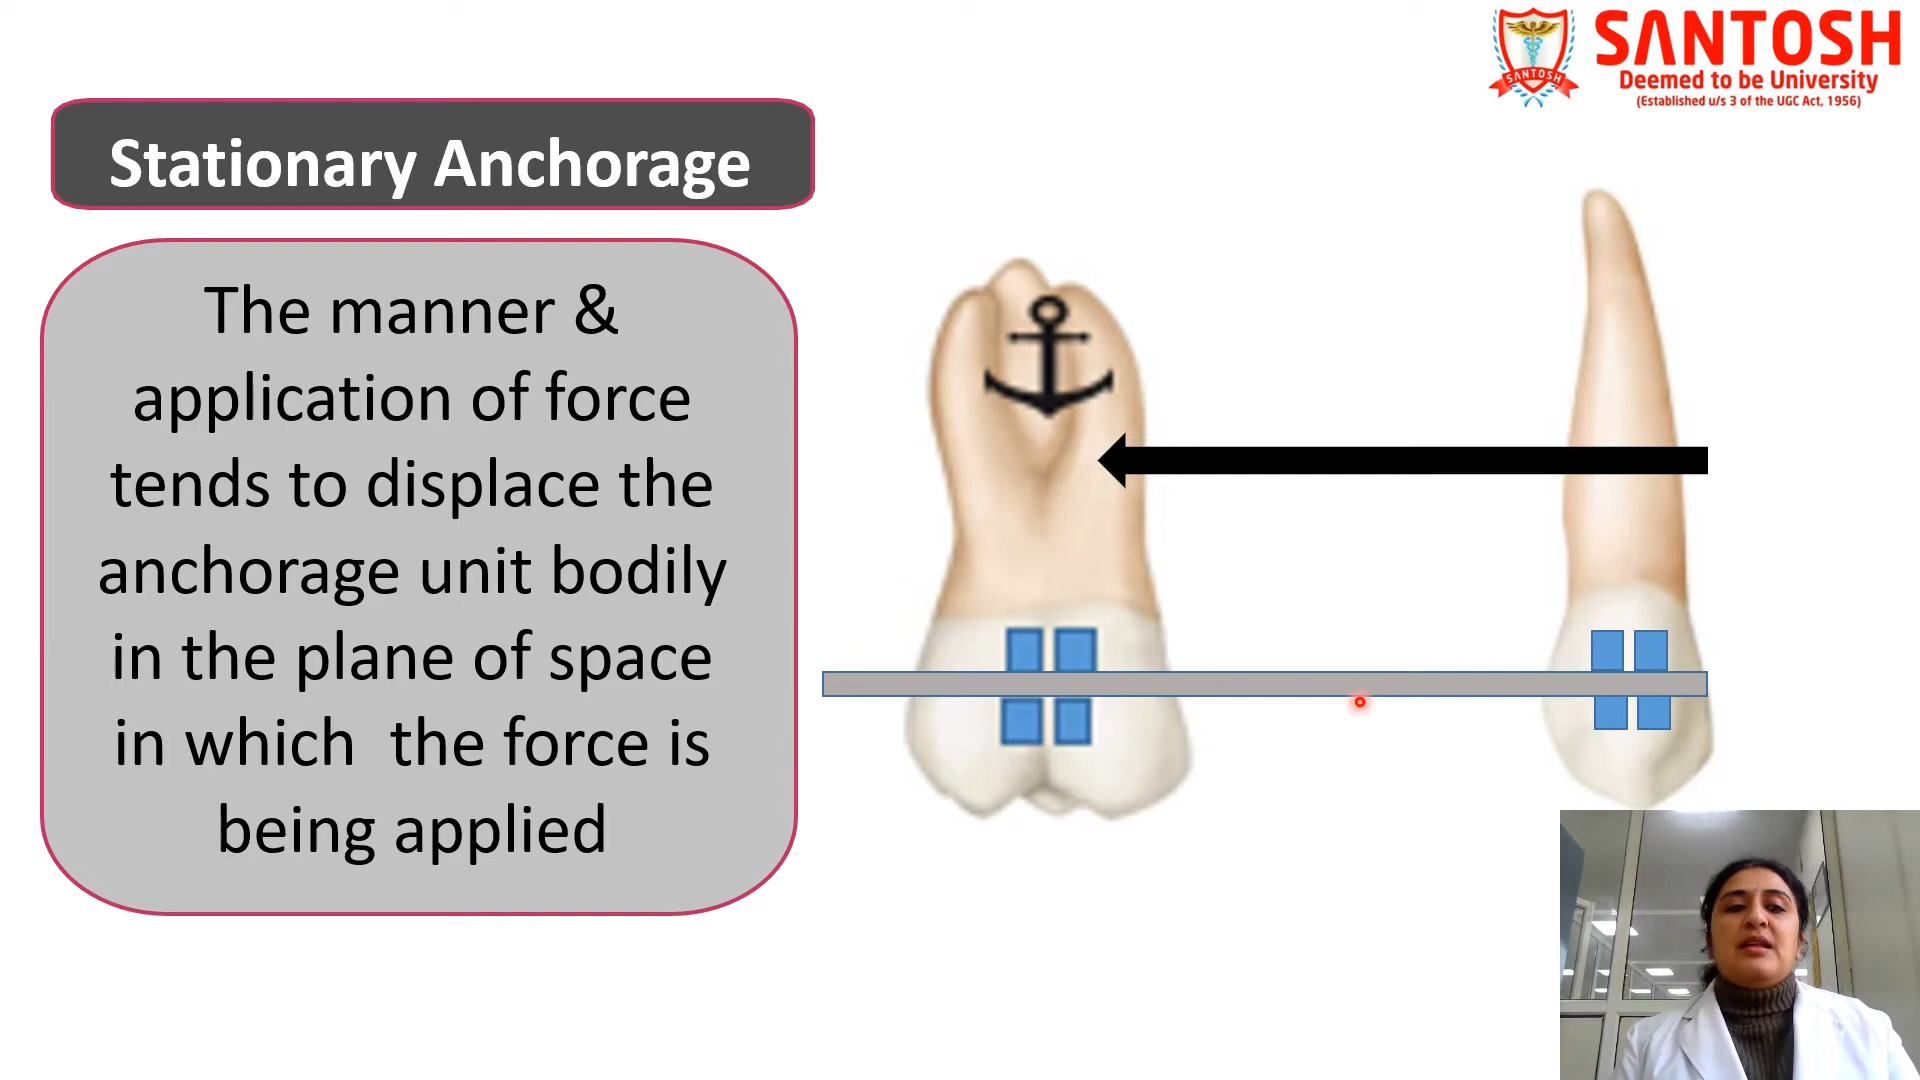 SANTOSH
Deemed to be University
(Established u/s 3 of the UGC Act, 1956)
SANTOSH
Stationary Anchorage
The manner &
application of force
tends to displace the
anchorage unit bodily
in the plane of space
in which  the force is
being applied